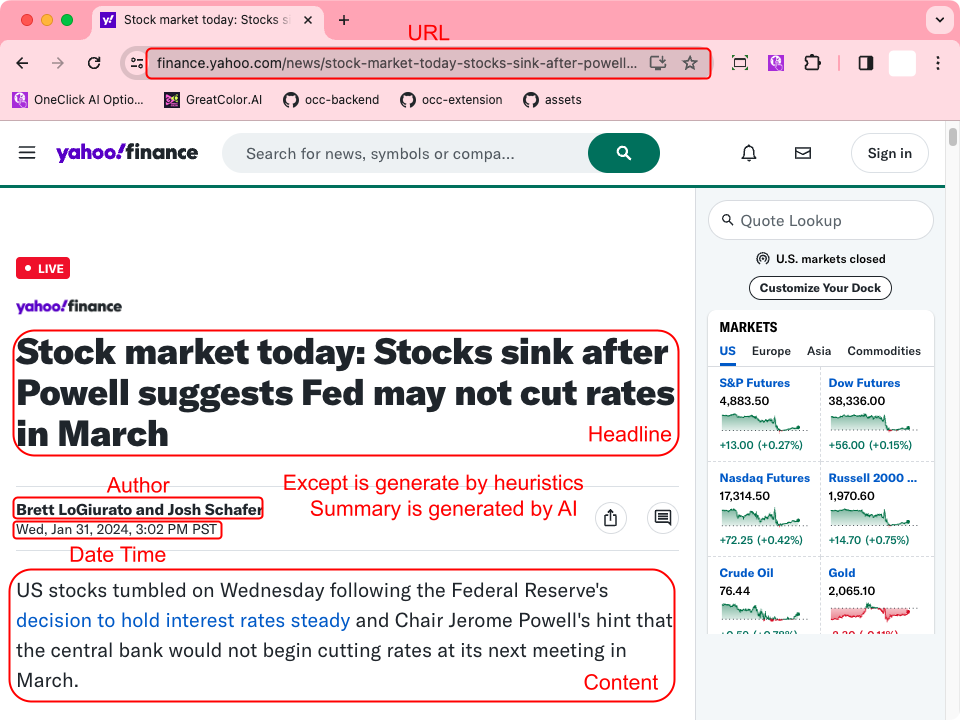 Stock market today: Stocks si
URL
finance.yahoo.com/news/stock-market-today-stocks-sink-after-powell...
OneClick AI Optio...
GreatColor.AI
occ-backend
occ-extension
assets
yahoo!finance
Search for news, symbols or compa...
Sign in
Quote Lookup
U.S. markets closed
Customize Your Dock
LIVE
yahoo!finance
Stock market today: Stocks sink after
Powell suggests Fed may not cut rates
in March
Headline
Author
Except is generate by heuristics
Summary is generated by AI
Brett LoGiurato and Josh Schafer
Wed, Jan 31, 2024, 3:02 PM PST
Date Time
US stocks tumbled on Wednesday following the Federal Reserve's
decision to hold interest rates steady and Chair Jerome Powell's hint that
the central bank would not begin cutting rates at its next meeting in
March.
Content
MARKETS
US Europe Asia Commodities
S&P Futures
4,883.50
+13.00 (+0.27%)
Dow Futures
38,336.00
+56.00 (+0.15%)
Nasdaq Futures
17,314.50
+72.25 (+0.42%)
Russell 2000 ...
1,970.60
+14.70 (+0.75%)
Crude Oil
76.44
Gold
2,065.10